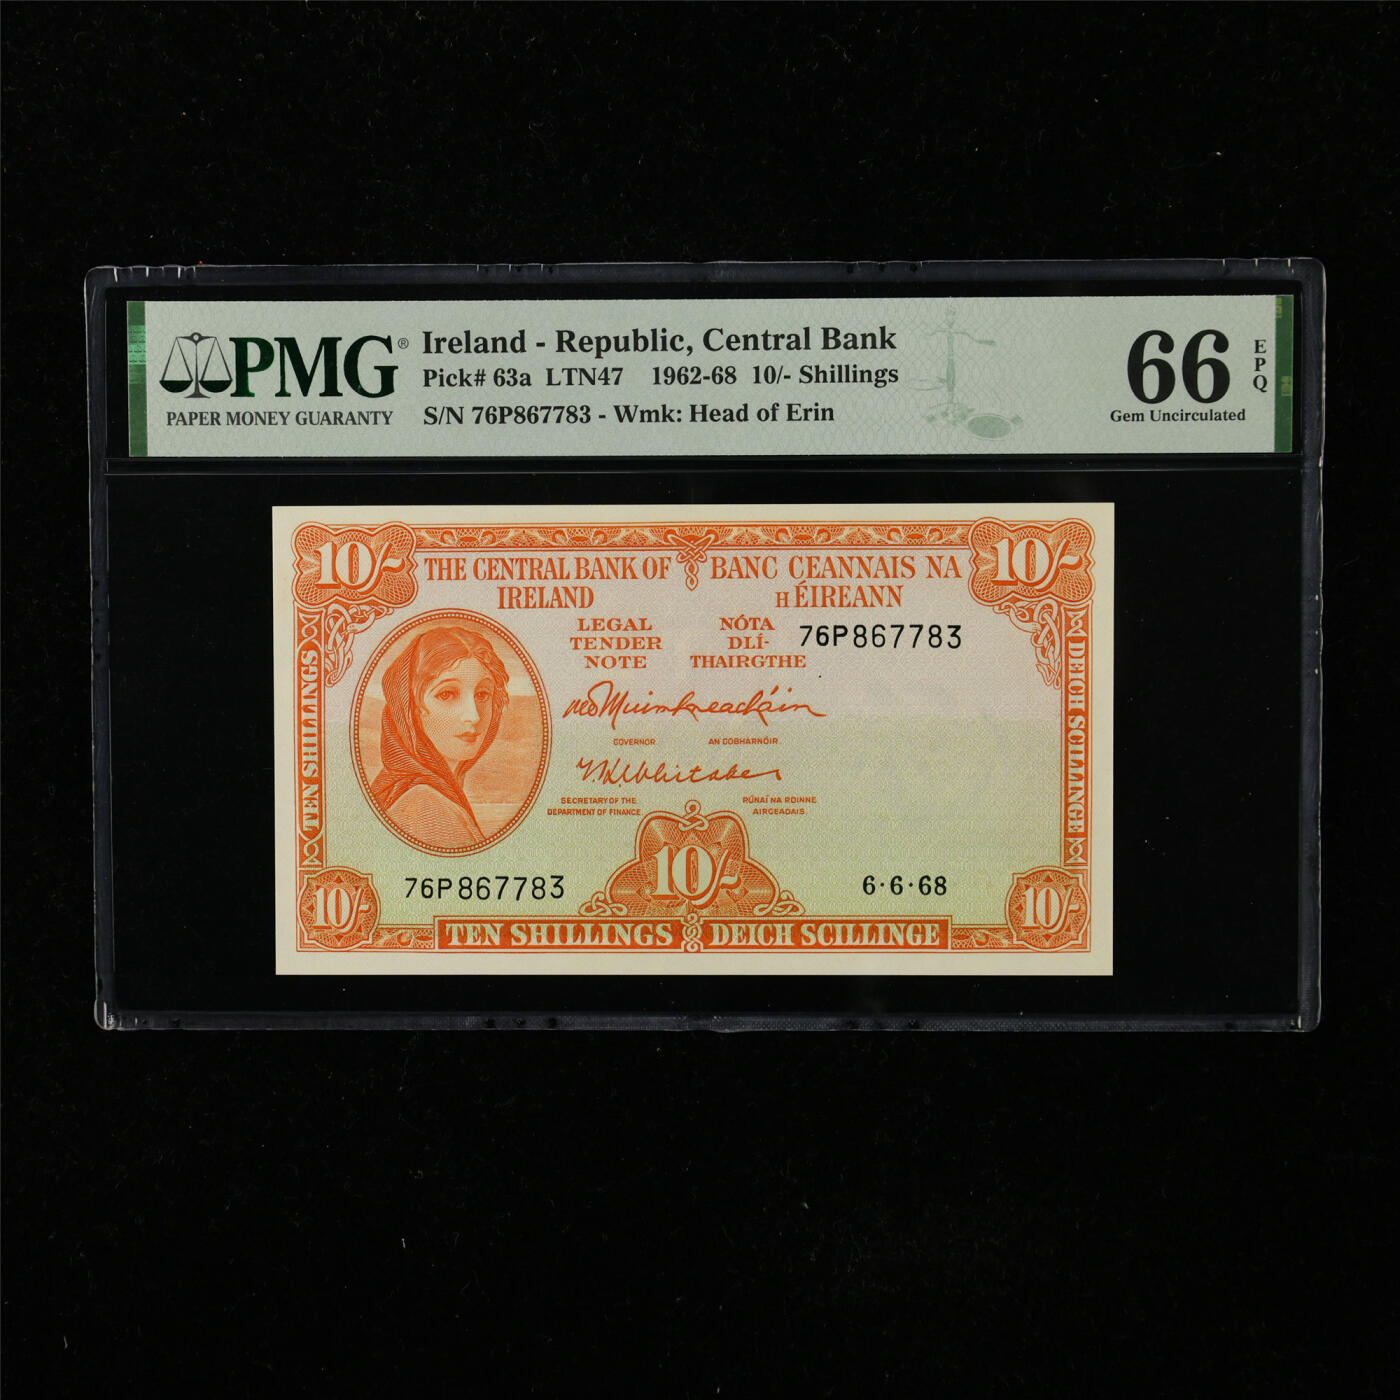 PMG®
PAPER MONEY GUARANTY
Ireland - Republic, Central Bank
Pick# 63a LTN47 1962-68 10/- Shillings
S/N 76P867783 - Wmk: Head of Erin
66
EPQ
Gem Uncirculated
10/-
10/-
THE CENTRAL BANK OF IRELAND
BANC CEANNAIS NA
H ÉIREANN
LEGAL
TENDER
NOTE
NÓTA
DLÍ-
THAIRGTHE
76P867783
GOVERNOR. AN GOBHARNÓIR.
T.K. Whitaker
SECRETARY OF THE
DEPARTMENT OF FINANCE
RÚNAÍ NA ROINNE
AIRGEADAIS
TEN SHILLINGS
DEICH SCILLINGE
76P867783
10/-
6·6·68
10/-
10/-
TEN SHILLINGS DEICH SCILLINGE